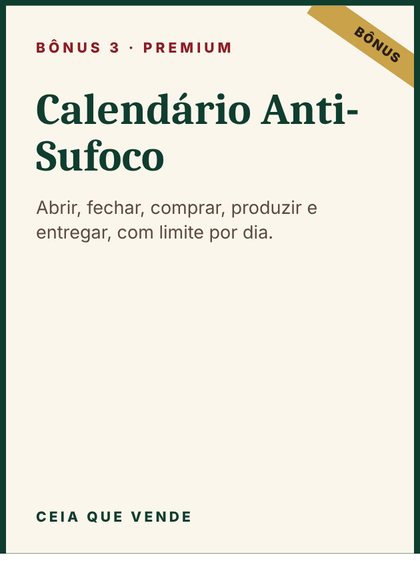 BÔNUS 3 · PREMIUM
BÔNUS
Calendário Anti-
Sufoco
Abrir, fechar, comprar, produzir e
entregar, com limite por dia.
CEIA QUE VENDE